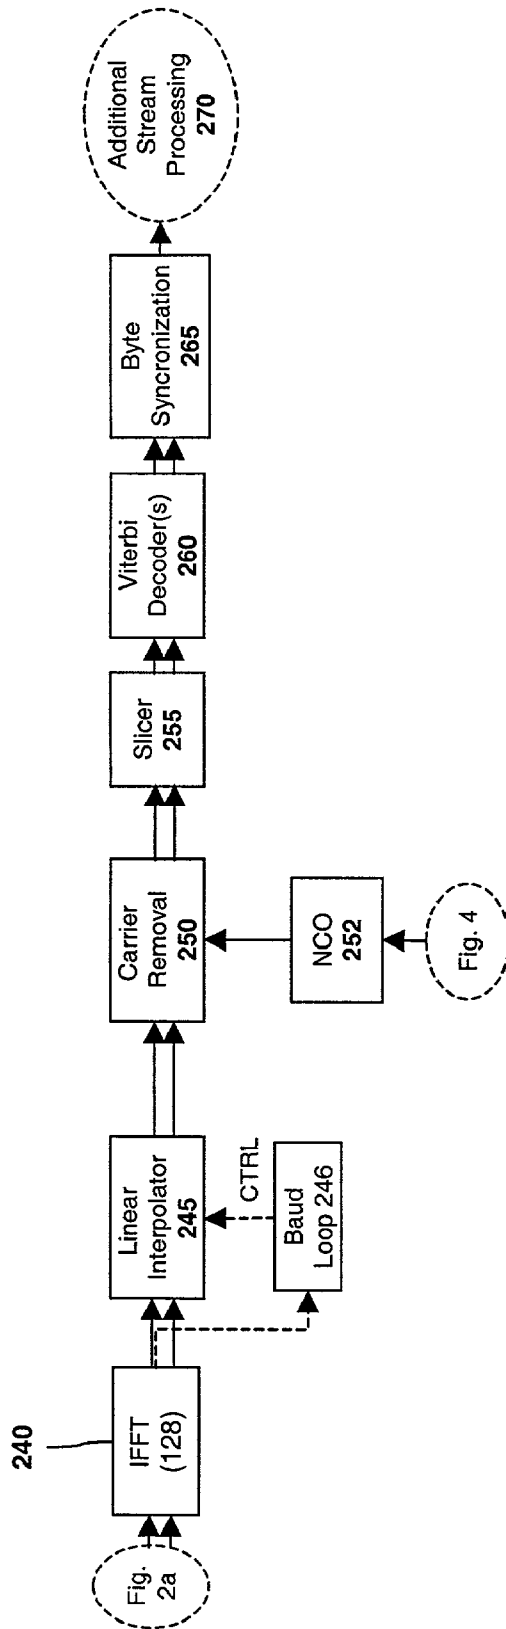 Fig.
2a
240
IFFT
(128)
Linear
Interpolator
245
CTRL
Baud
Loop 246
Carrier
Removal
250
NCO
252
Fig. 4
Slicer
255
Viterbi
Decoder(s)
260
Byte
Syncronization
265
Additional
Stream
Processing
270